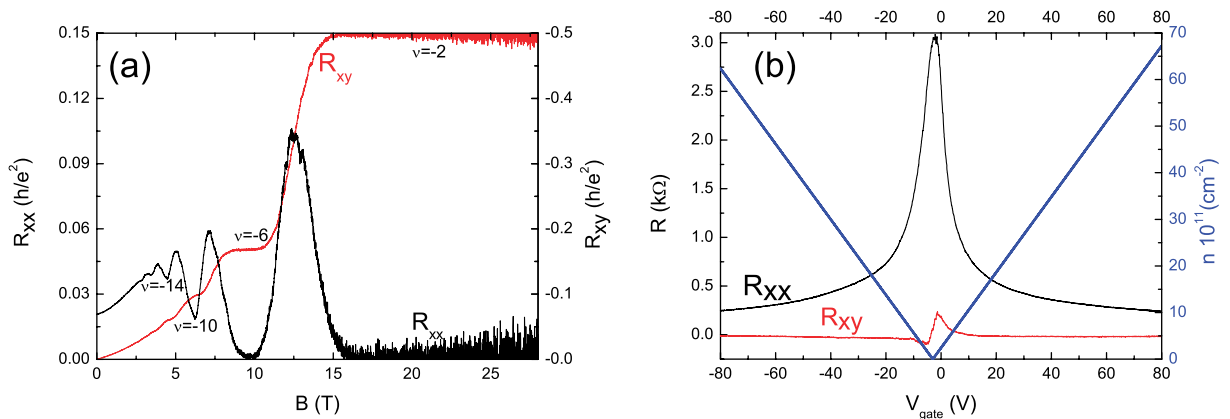 -80 -60 -40 -20 0 20 40 60 80
0.15
0.12
0.09
0.06
0.03
0.00
R_xx (h/e²)
(a)
R_xy
ν=-2
ν=-6
ν=-14
ν=-10
R_xx
-0.5
-0.4
-0.3
-0.2
-0.1
-0.0
R_xy (h/e²)
0 5 10 15 20 25
B (T)
3.0
2.5
2.0
1.5
1.0
0.5
0.0
R (kΩ)
(b)
R_xx
R_xy
70
60
50
40
30
20
10
0
n 10¹¹(cm⁻²)
-80 -60 -40 -20 0 20 40 60 80
V_gate (V)